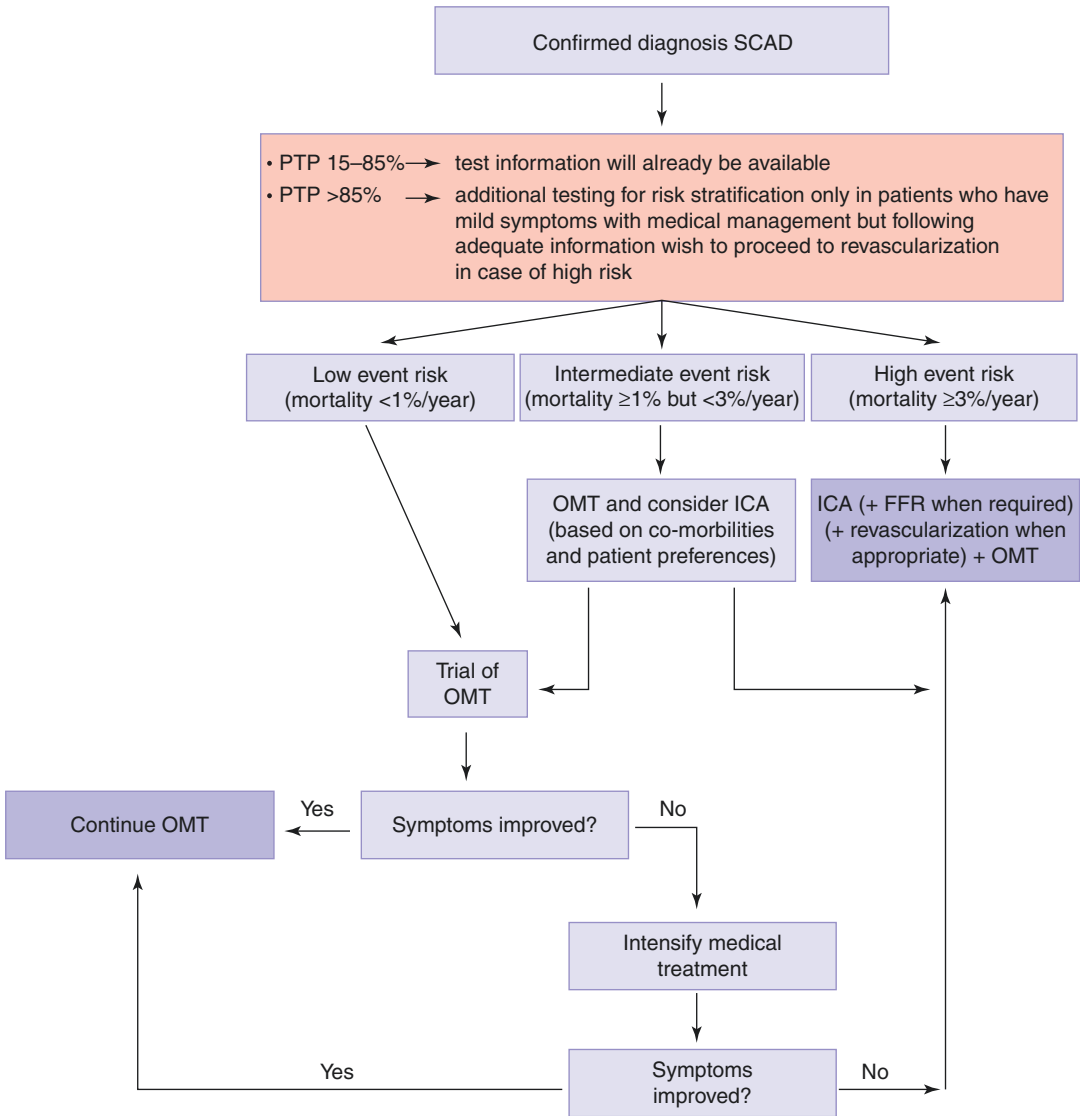 Confirmed diagnosis SCAD
• PTP 15–85% → test information will already be available
• PTP >85% → additional testing for risk stratification only in patients who have
mild symptoms with medical management but following
adequate information wish to proceed to revascularization
in case of high risk
Low event risk
(mortality <1%/year)
Intermediate event risk
(mortality ≥1% but <3%/year)
High event risk
(mortality ≥3%/year)
OMT and consider ICA
(based on co-morbilities
and patient preferences)
ICA (+ FFR when required)
(+ revascularization when
appropriate) + OMT
Trial of
OMT
Continue OMT
Yes
Symptoms improved?
No
Intensify medical
treatment
Yes
Symptoms
improved?
No